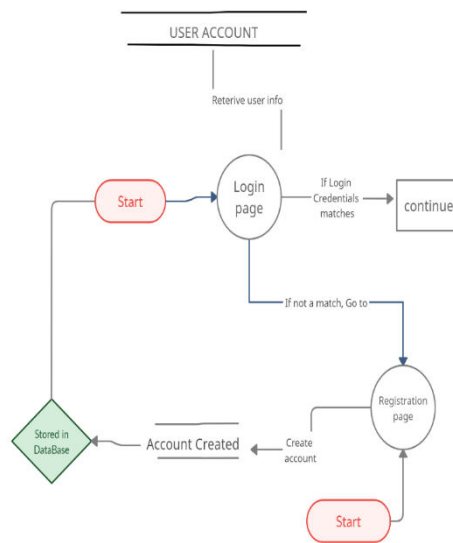 USER ACCOUNT
Reterive user info
Start
Login
page
If Login
Credentials
matches
continue
If not a match, Go to
Registration
page
Create
account
Account Created
Stored in
DataBase
Start